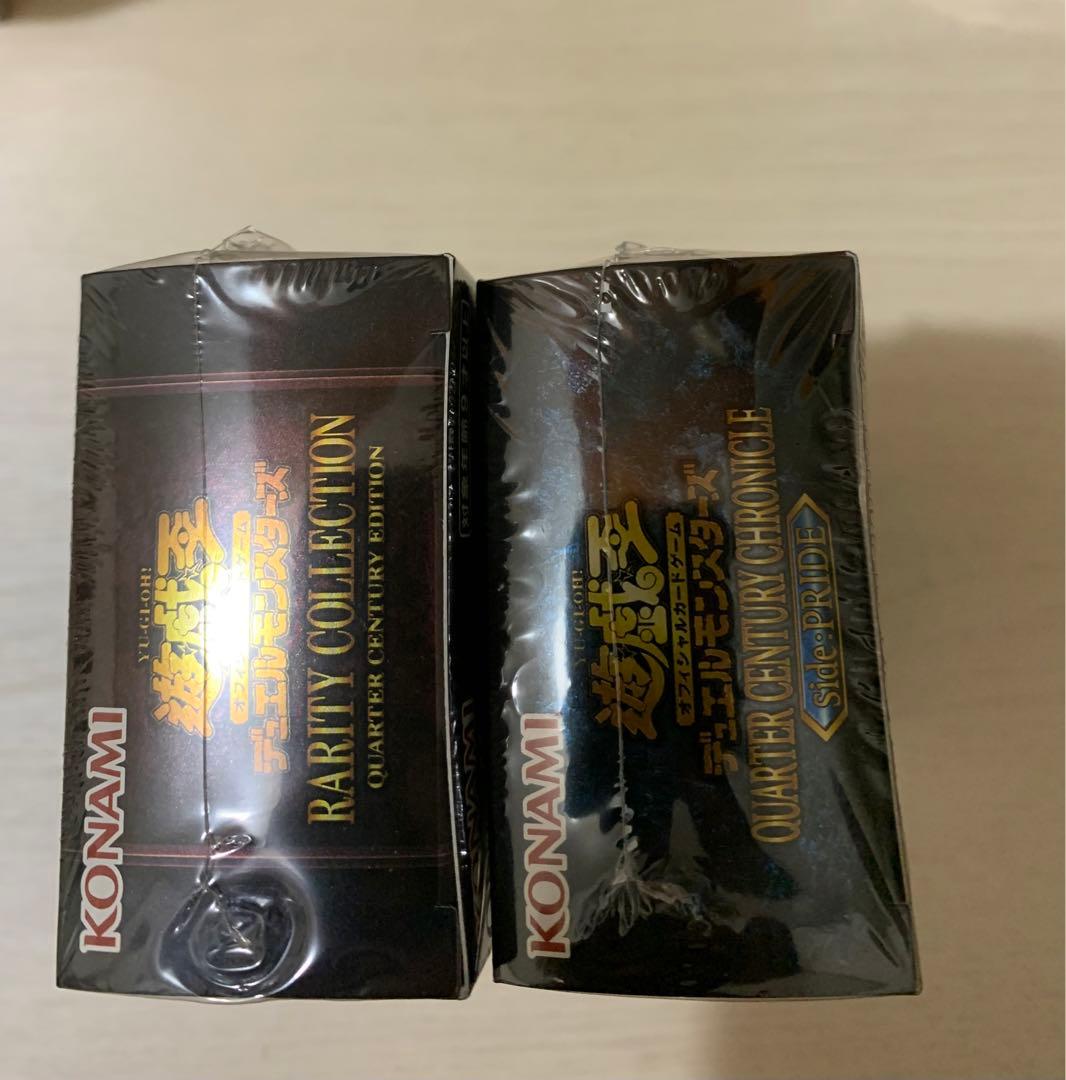 KONAMI
YU-GI-OH!
遊戯王
オフィシャルカードゲーム
デュエルモンスターズ
RARITY COLLECTION
QUARTER CENTURY EDITION
KONAMI
KONAMI
YU-GI-OH!
遊戯王
オフィシャルカードゲーム
デュエルモンスターズ
QUARTER CENTURY CHRONICLE
side:PRIDE